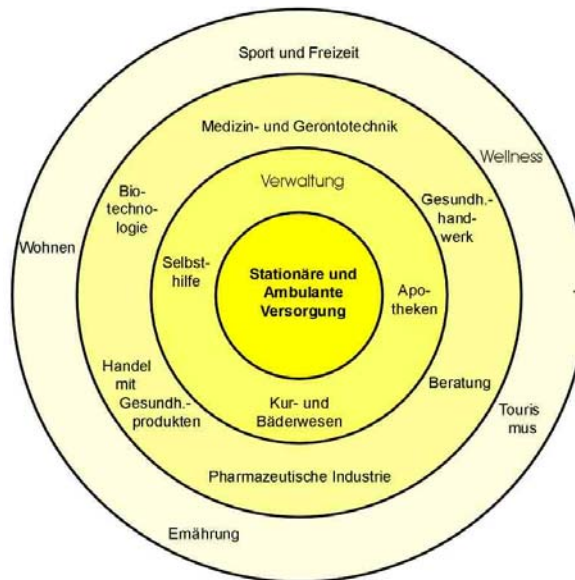 Sport und Freizeit
Medizin- und Gerontotechnik
Wellness
Verwaltung
Bio-
techno-
logie
Gesundh.-
hand-
werk
Wohnen
Selbst-
hilfe
Stationäre und
Ambulante
Versorgung
Apo-
theken
Handel
mit
Gesundh.-
produkten
Beratung
Kur- und
Bäderwesen
Touris
mus
Pharmazeutische Industrie
Ernährung